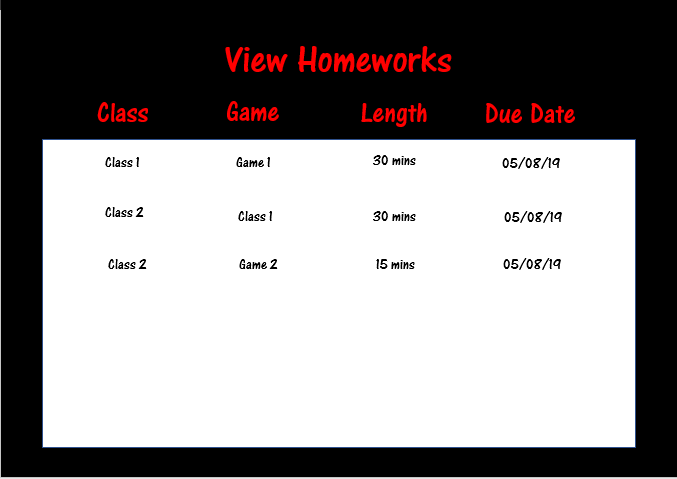 View Homeworks
Class Game Length Due Date
Class 1 Game 1 30 mins 05/08/19
Class 2 Class 1 30 mins 05/08/19
Class 2 Game 2 15 mins 05/08/19